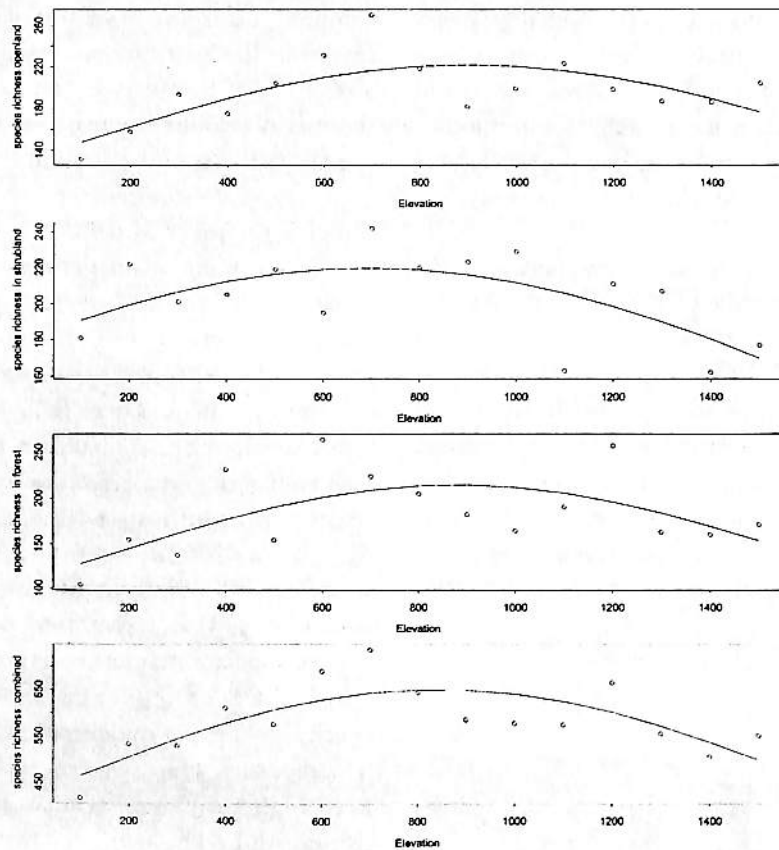 species richness openland
140 180 220 260
200 400 600 800 1000 1200 1400
Elevation
species richness in shrubland
160 180 200 220 240
200 400 600 800 1000 1200 1400
Elevation
species richness in forest
100 150 200 250
200 400 600 800 1000 1200 1400
Elevation
species richness combined
450 550 650
200 400 600 800 1000 1200 1400
Elevation